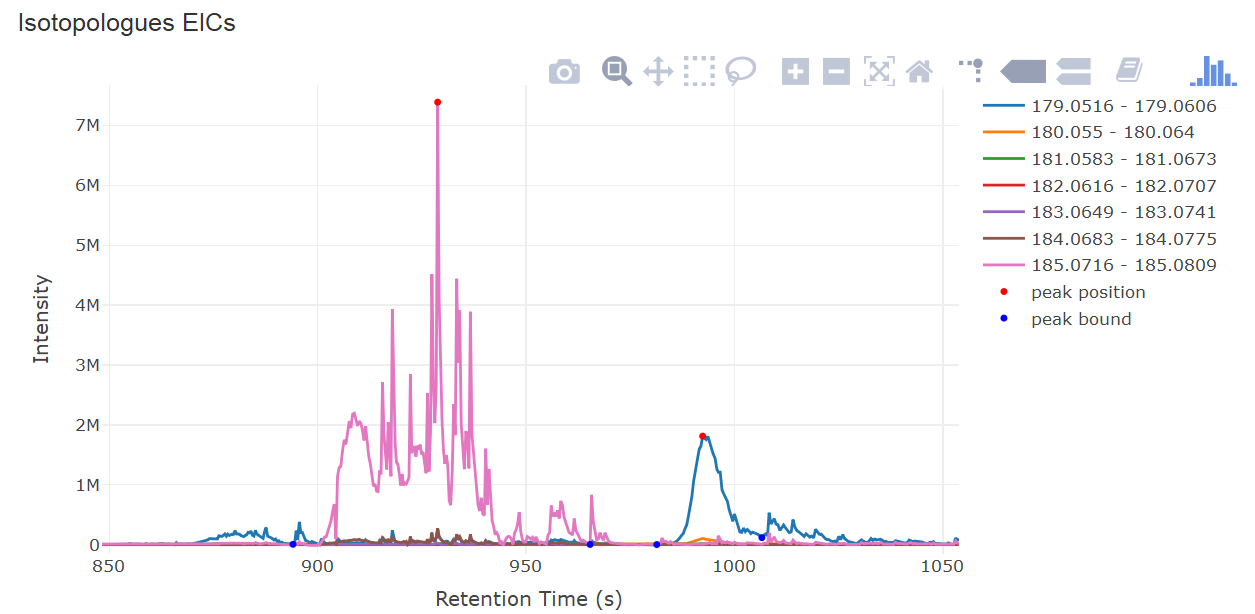 Isotopologues EICs
179.0516 - 179.0606
180.055 - 180.064
181.0583 - 181.0673
182.0616 - 182.0707
183.0649 - 183.0741
184.0683 - 184.0775
185.0716 - 185.0809
peak position
peak bound
Intensity
7M
6M
5M
4M
3M
2M
1M
0
850
900
950
1000
1050
Retention Time (s)